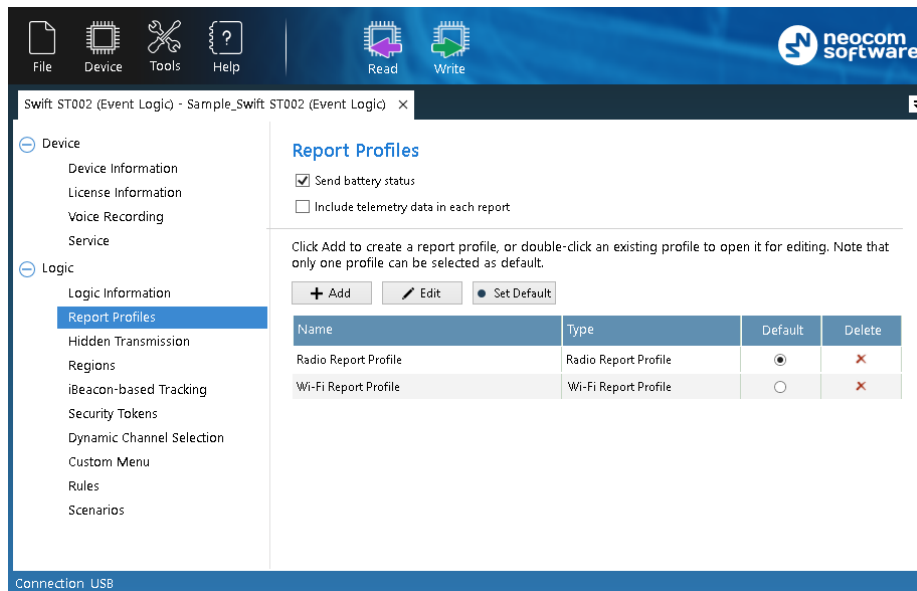 neocom
software
File
Device
Tools
Help
Read
Write
Swift ST002 (Event Logic) - Sample_Swift ST002 (Event Logic)
Device
Device Information
License Information
Voice Recording
Service
Logic
Logic Information
Report Profiles
Hidden Transmission
Regions
iBeacon-based Tracking
Security Tokens
Dynamic Channel Selection
Custom Menu
Rules
Scenarios
Report Profiles
Send battery status
Include telemetry data in each report
Click Add to create a report profile, or double-click an existing profile to open it for editing. Note that
only one profile can be selected as default.
Add
Edit
Set Default
Name Type Default Delete
Radio Report Profile Radio Report Profile
Wi-Fi Report Profile Wi-Fi Report Profile
Connection USB